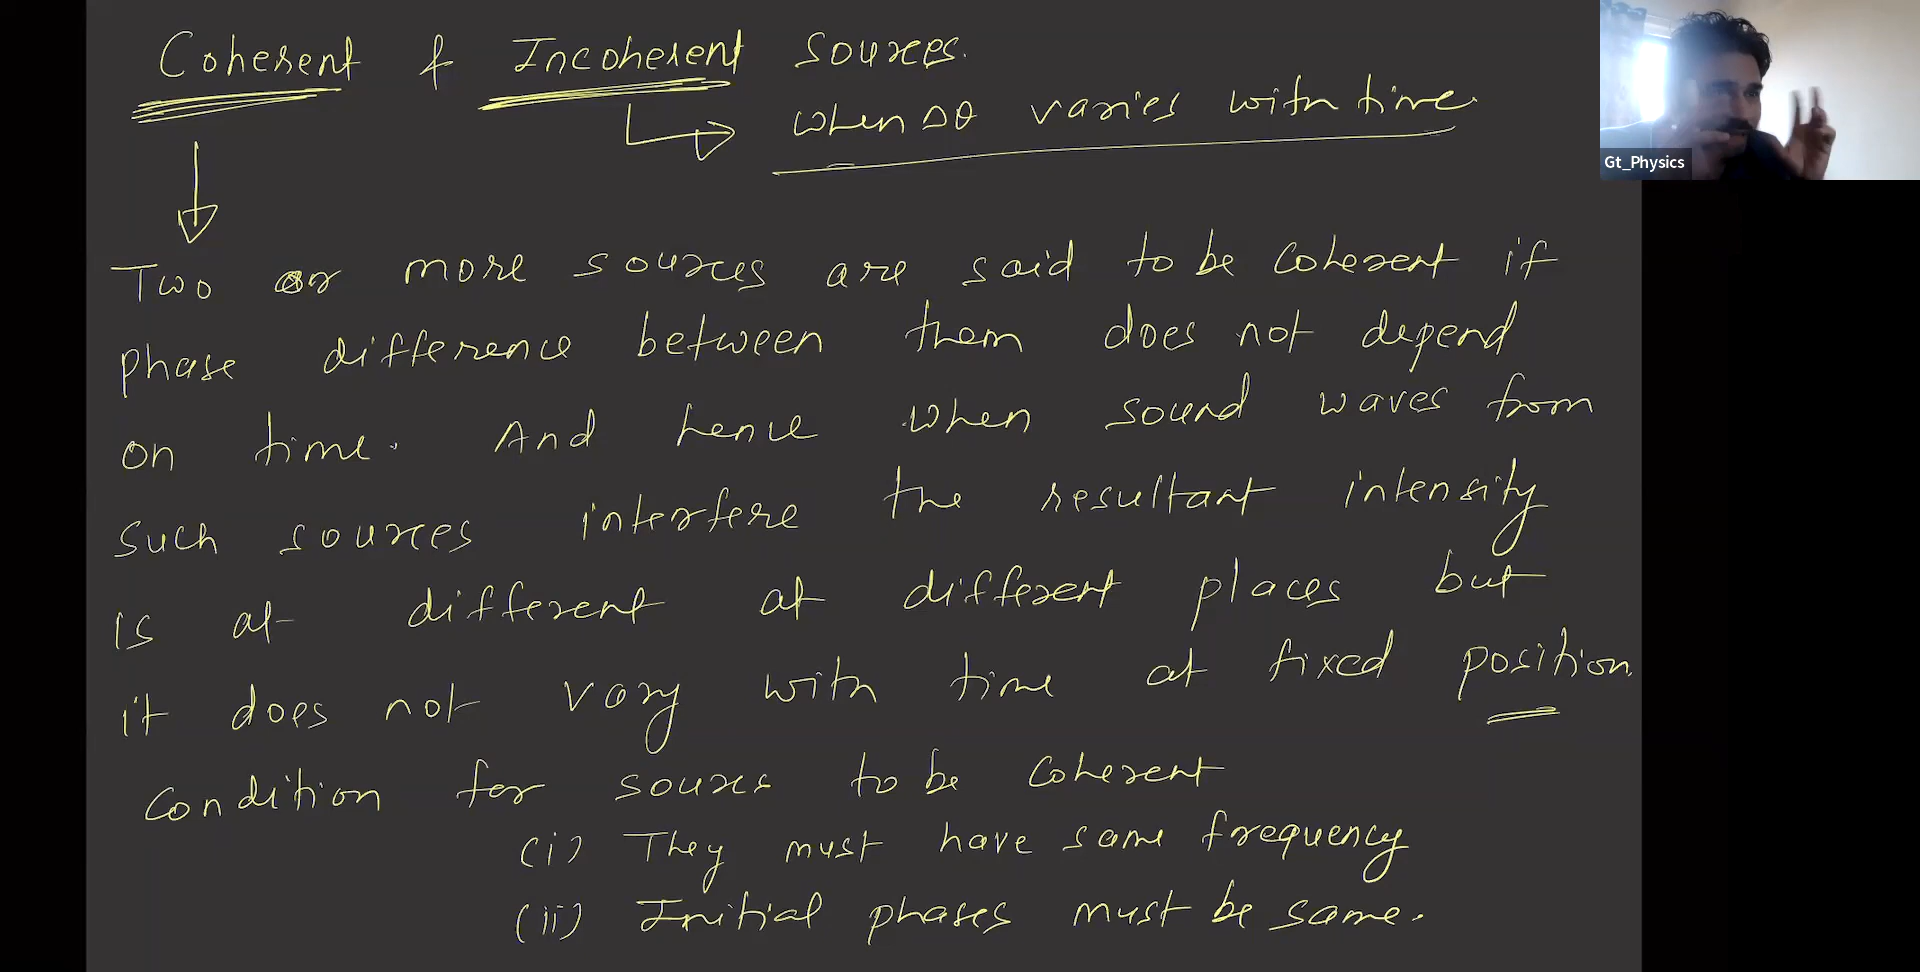 Coherent & Incoherent Sources.
when Δθ varies with time.
Gt_Physics
Two or more sources are said to be coherent if
phase difference between them does not depend
on time. And hence when sound waves from
such sources interfere the resultant intensity
is at different at different places but
it does not vary with time at fixed position.
Condition for sources to be coherent
(i) They must have same frequency
(ii) Initial phases must be same.